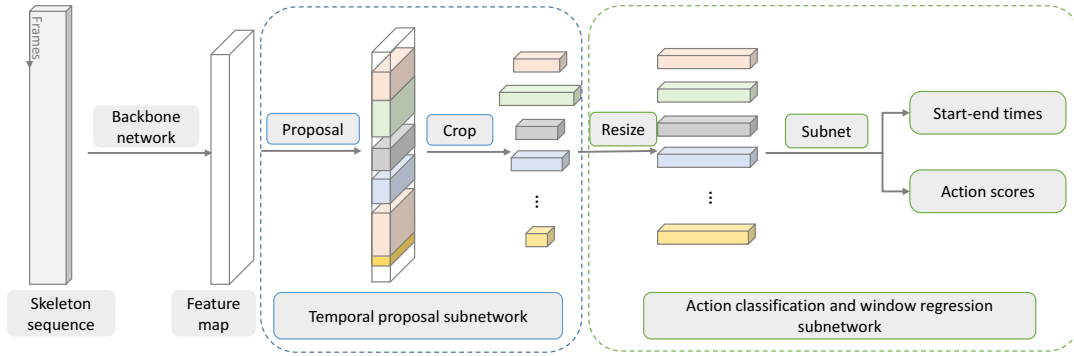 Frames
Backbone
network
Proposal
Crop
Resize
Subnet
Start-end times
Action scores
Skeleton
sequence
Feature
map
Temporal proposal subnetwork
Action classification and window regression
subnetwork